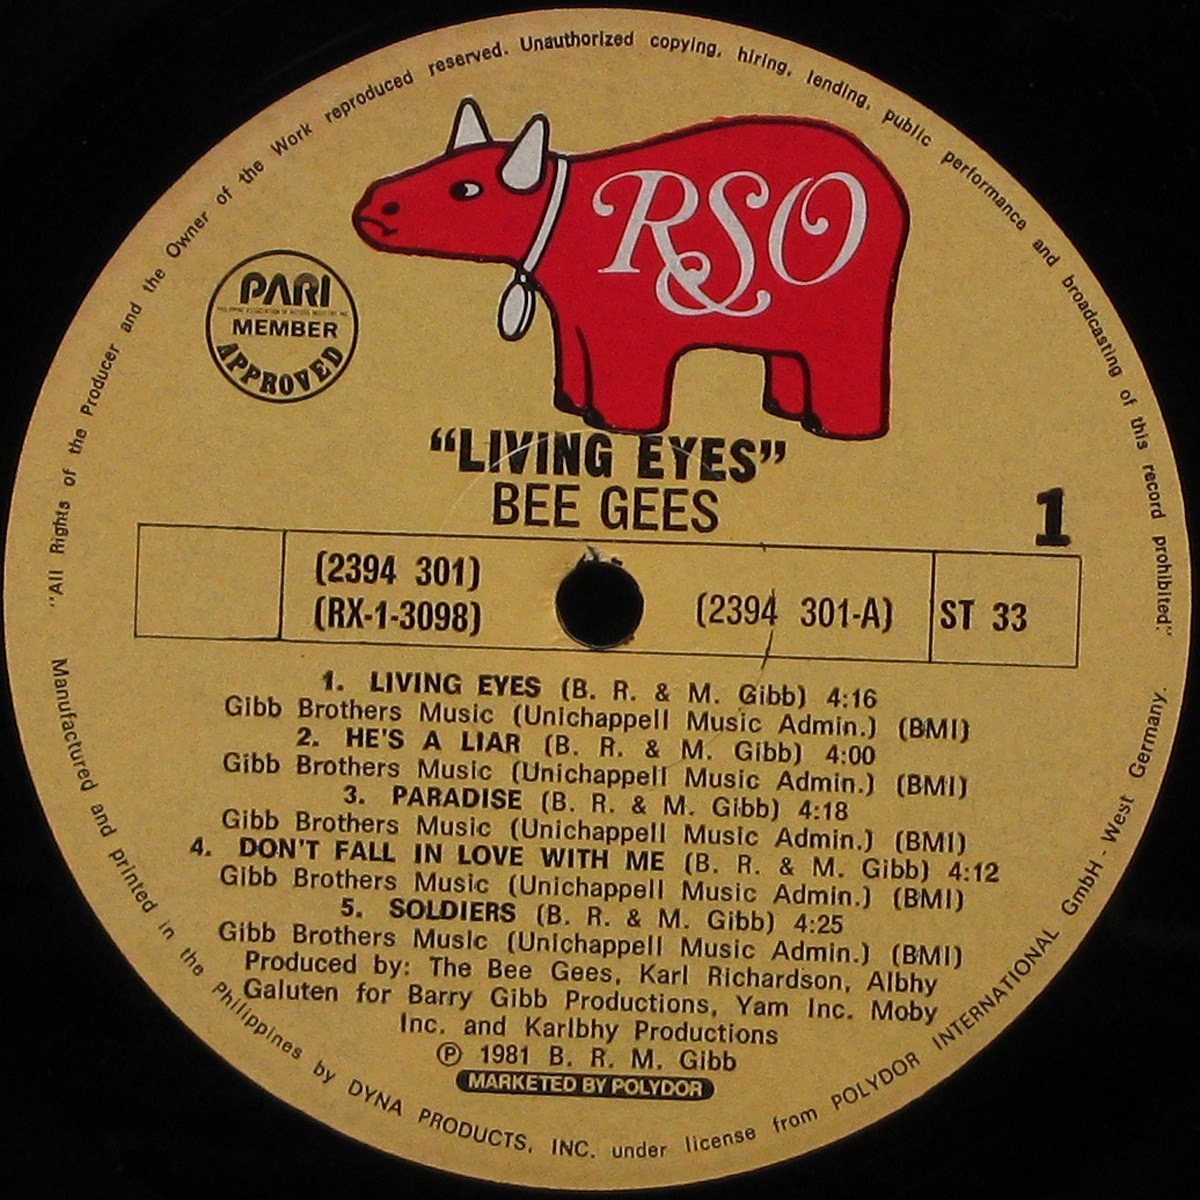 "All Rights of the Producer and the Owner of the Work reproduced reserved. Unauthorized copying, hiring, lending, public performance and broadcasting of this record prohibited."
RSO
PARI
MEMBER
APPROVED
"LIVING EYES"
BEE GEES
1
(2394 301)
(RX-1-3098)
(2394 301-A)
ST 33
1. LIVING EYES (B. R. & M. Gibb) 4:16
Gibb Brothers Music (Unichappell Music Admin.) (BMI)
2. HE'S A LIAR (B. R. & M. Gibb) 4:00
Gibb Brothers Music (Unichappell Music Admin.) (BMI)
3. PARADISE (B. R. & M. Gibb) 4:18
Gibb Brothers Music (Unichappell Music Admin.) (BMI)
4. DON'T FALL IN LOVE WITH ME (B. R. & M. Gibb) 4:12
Gibb Brothers Music (Unichappell Music Admin.) (BMI)
5. SOLDIERS (B. R. & M. Gibb) 4:25
Gibb Brothers Music (Unichappell Music Admin.) (BMI)
Produced by: The Bee Gees, Karl Richardson, Albhy
Galuten for Barry Gibb Productions, Yam Inc. Moby
Inc. and Karlbhy Productions
℗ 1981 B. R. M. Gibb
MARKETED BY POLYDOR
Manufactured and printed in the Philippines by DYNA PRODUCTS, INC. under license from POLYDOR INTERNATIONAL GmbH - West Germany.